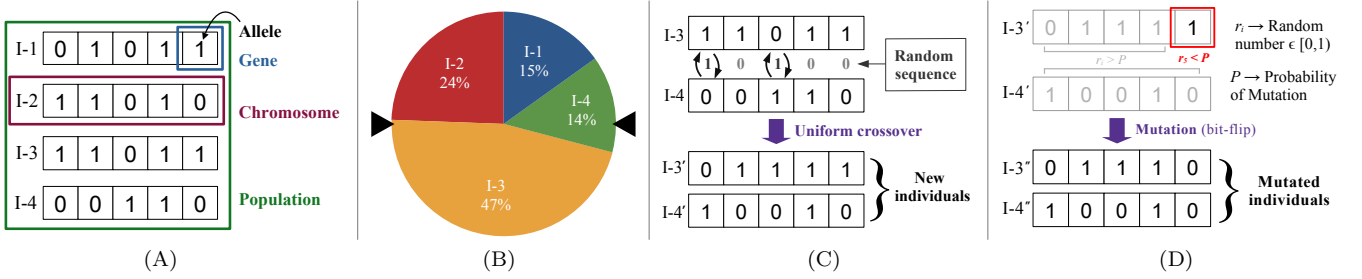 Allele
I-1 0 1 0 1 1
Gene
I-2 1 1 0 1 0
Chromosome
I-3 1 1 0 1 1
I-4 0 0 1 1 0
Population
(A)
I-2
24%
I-1
15%
I-4
14%
I-3
47%
(B)
I-3 1 1 0 1 1
1 0 1 0 0
Random
sequence
I-4 0 0 1 1 0
Uniform crossover
I-3′ 0 1 1 1 1
I-4′ 1 0 0 1 0
New
individuals
(C)
I-3′ 0 1 1 1 1
rᵢ > P
r₅ < P
rᵢ → Random
number ϵ [0,1)
I-4′ 1 0 0 1 0
P → Probability
of Mutation
Mutation (bit-flip)
I-3″ 0 1 1 1 0
I-4″ 1 0 0 1 0
Mutated
individuals
(D)